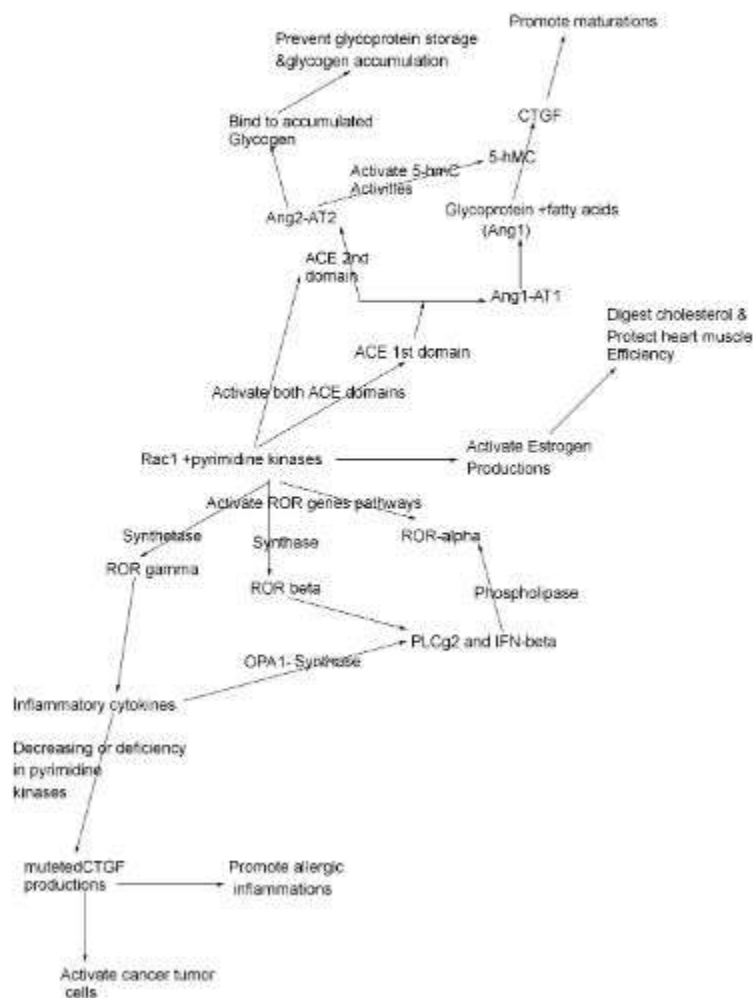 Promote maturations
Prevent glycoprotein storage
&glycogen accumulation
CTGF
Bind to accumulated
Glycogen
5-hMC
Activate 5-bmC
Activities
Glycoprotein +fatty acids
(Ang1)
Ang2-AT2
ACE 2nd
domain
Ang1-AT1
Digest cholesterol &
Protect heart muscle
Efficiency
ACE 1st domain
Activate both ACE domains
Rac1 +pyrimidine kinases
Activate Estrogen
Productions
Activate ROR genes pathways
Synthetase
Synthase
ROR-alpha
ROR gamma
ROR beta
Phospholipase
PLCg2 and IFN-beta
OPA1- Synthase
Inflammatory cytokines
Decreasing or deficiency
in pyrimidine
kinases
mutetedCTGF
productions
Promote allergic
inflammations
Activate cancer tumor
cells